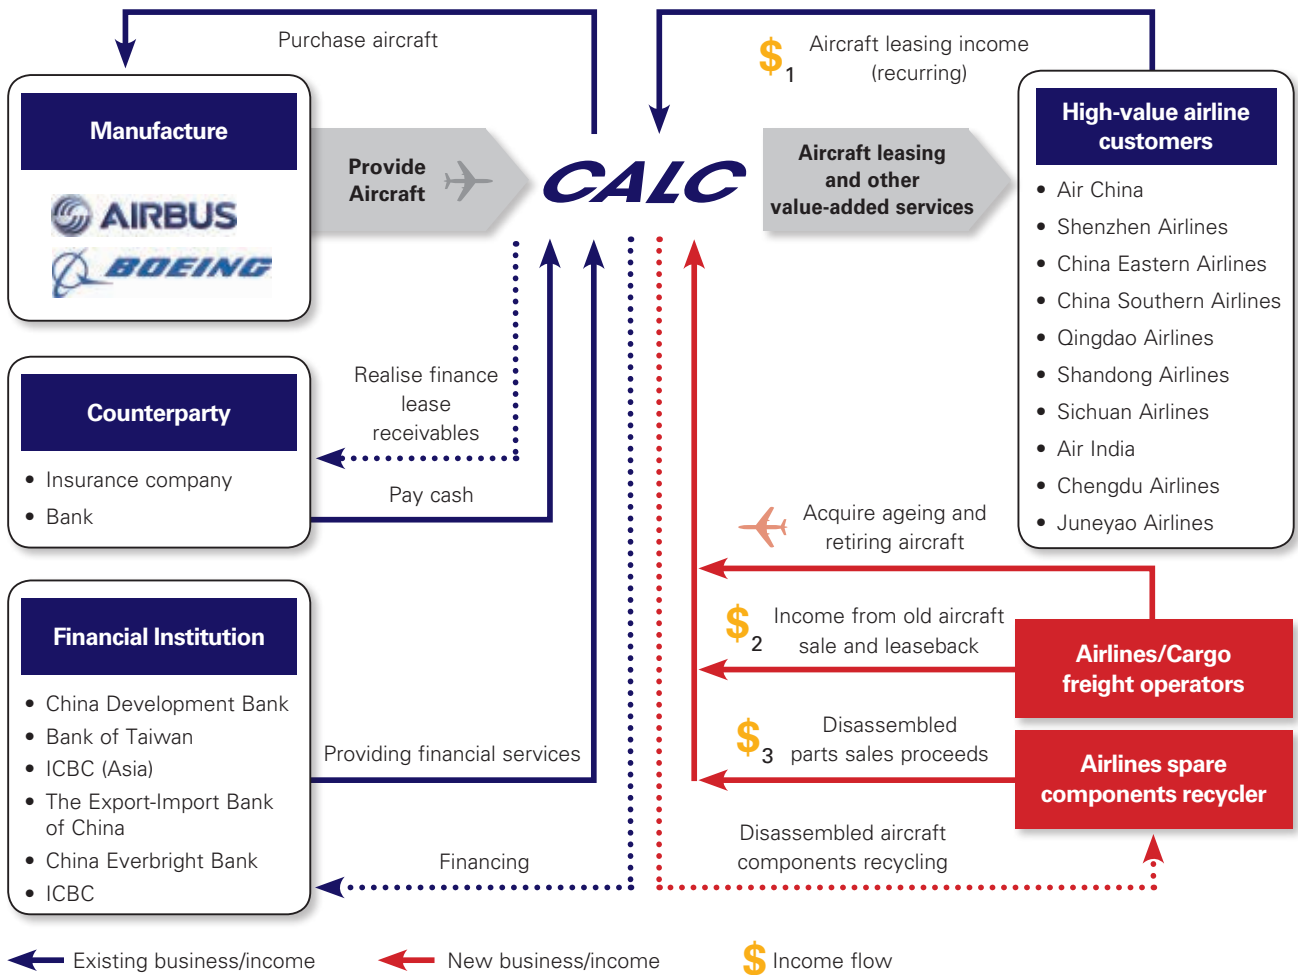 Purchase aircraft
$1
Aircraft leasing income
(recurring)
Manufacture
AIRBUS
BOEING
Provide
Aircraft
CALC
Aircraft leasing
and other
value-added services
High-value airline
customers
• Air China
• Shenzhen Airlines
• China Eastern Airlines
• China Southern Airlines
• Qingdao Airlines
• Shandong Airlines
• Sichuan Airlines
• Air India
• Chengdu Airlines
• Juneyao Airlines
Counterparty
• Insurance company
• Bank
Realise finance
lease
receivables
Pay cash
Acquire ageing and
retiring aircraft
$2
Income from old aircraft
sale and leaseback
Airlines/Cargo
freight operators
$3
Disassembled
parts sales proceeds
Airlines spare
components recycler
Financial Institution
• China Development Bank
• Bank of Taiwan
• ICBC (Asia)
• The Export-Import Bank
of China
• China Everbright Bank
• ICBC
Providing financial services
Financing
Disassembled aircraft
components recycling
Existing business/income
New business/income
$ Income flow